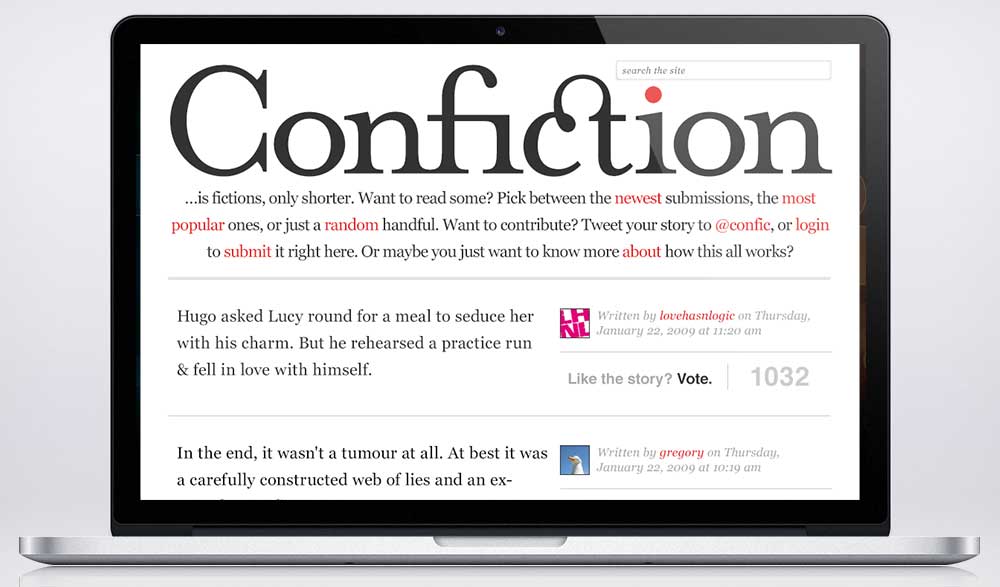 search the site
Confiction
...is fictions, only shorter. Want to read some? Pick between the newest submissions, the most
popular ones, or just a random handful. Want to contribute? Tweet your story to @confic, or login
to submit it right here. Or maybe you just want to know more about how this all works?
Hugo asked Lucy round for a meal to seduce her
with his charm. But he rehearsed a practice run
& fell in love with himself.
LH
NL
Written by lovehasnlogic on Thursday,
January 22, 2009 at 11:20 am
Like the story? Vote.
1032
In the end, it wasn't a tumour at all. At best it was
a carefully constructed web of lies and an ex-
Written by gregory on Thursday,
January 22, 2009 at 10:19 am